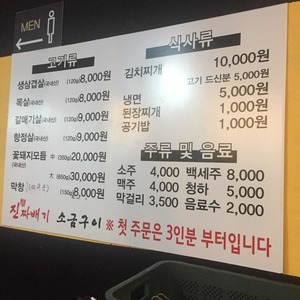 MEN
고기류
생삼겹살(국내산) (120g)8,000원
목살(국내산) (120g)8,000원
갈매기살(국내산) (120g)9,000원
항정살(국내산) (120g)9,000원
꽃돼지모듬(국내산) 中 (350g)20,000원
大 (650g)30,000원
막창 (150g)8,000원
진짜배기 소금구이
식사류
김치찌개 10,000원
고기 드신분 5,000원
냉면 5,000원
된장찌개 1,000원
공기밥 1,000원
주류 및 음료
소주 4,000 백세주 8,000
맥주 4,000 청하 5,000
막걸리 3,500 음료수 2,000
※ 첫 주문은 3인분 부터입니다